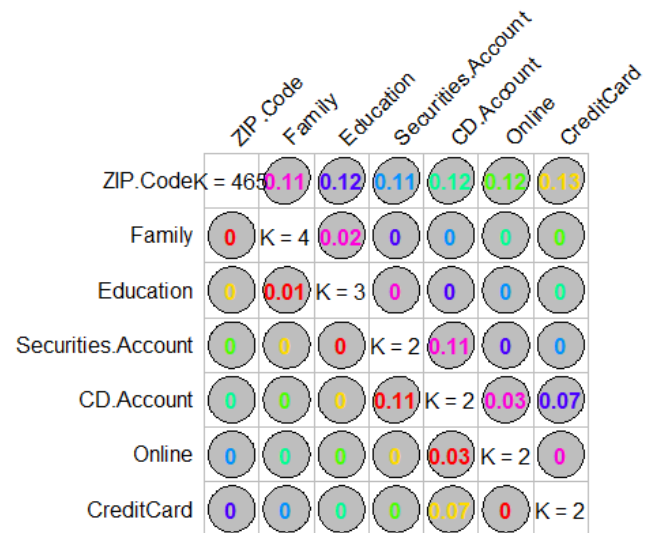 ZIP.Code
Family
Education
Securities.Account
CD.Account
Online
CreditCard
ZIP.Code K = 465 0.11 0.12 0.11 0.12 0.12 0.13
Family 0 K = 4 0.02 0 0 0 0
Education 0 0.01 K = 3 0 0 0 0
Securities.Account 0 0 0 K = 2 0.11 0 0
CD.Account 0 0 0 0.11 K = 2 0.03 0.07
Online 0 0 0 0 0.03 K = 2 0
CreditCard 0 0 0 0 0.07 0 K = 2